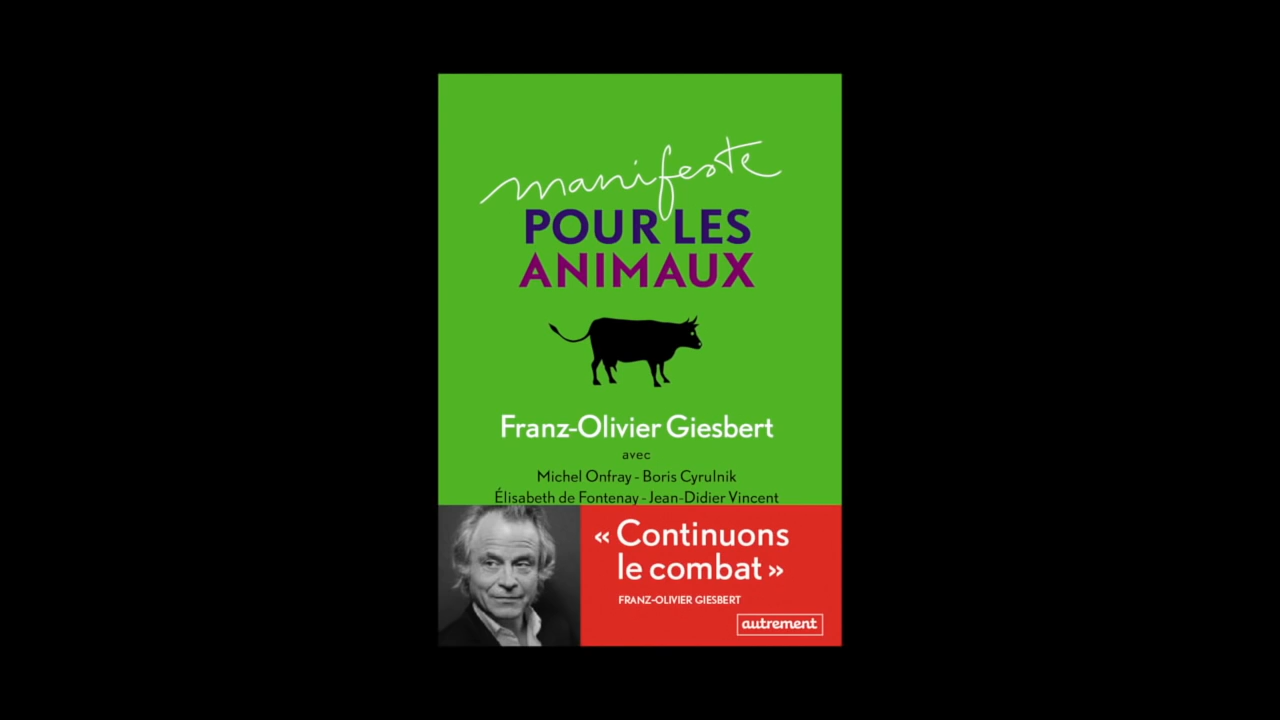 manifeste
POUR LES
ANIMAUX
Franz-Olivier Giesbert
avec
Michel Onfray - Boris Cyrulnik
Élisabeth de Fontenay - Jean-Didier Vincent
« Continuons
le combat »
FRANZ-OLIVIER GIESBERT
autrement